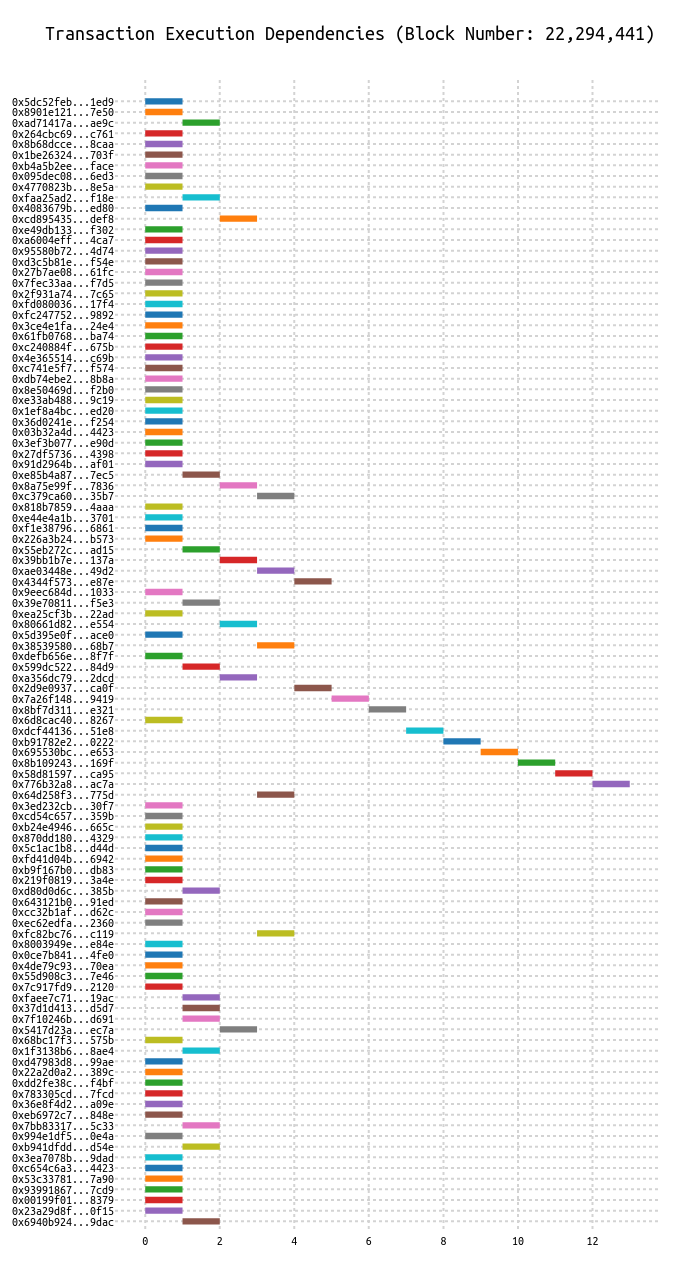 Transaction Execution Dependencies (Block Number: 22,294,441)
0x5dc52feb...1ed9
0x8901e121...7e50
0xad71417a...ae9c
0x264cbc69...c761
0x8b68dcce...8caa
0x1be26324...703f
0xb4a5b2ee...face
0x095dec08...6ed3
0x4770823b...8e5a
0xfaa25ad2...f18e
0x4083679b...ed80
0xcd895435...def8
0xe49db133...f302
0xa6004eff...4ca7
0x95580b72...4d74
0xd3c5b81e...f54e
0x27b7ae08...61fc
0x7fec33aa...f7d5
0x2f931a74...7c65
0xfd080036...17f4
0xfc247752...9892
0x3ce4e1fa...24e4
0x61fb0768...ba74
0xc240884f...675b
0x4e365514...c69b
0xc741e5f7...f574
0xdb74ebe2...8b8a
0x8e50469d...f2b0
0xe33ab488...9c19
0x1ef8a4bc...ed20
0x36d0241e...f254
0x03b32a4d...4423
0x3ef3b077...e90d
0x27df5736...4398
0x91d2964b...af01
0xe85b4a87...7ec5
0x8a75e99f...7836
0xc379ca60...35b7
0x818b7859...4aaa
0xe44e4a1b...3701
0xf1e38796...6861
0x226a3b24...b573
0x55eb272c...ad15
0x39bb1b7e...137a
0xae03448e...49d2
0x4344f573...e87e
0x9eec684d...1033
0x39e70811...f5e3
0xea25cf3b...22ad
0x80661d82...e554
0x5d395e0f...ace0
0x38539580...68b7
0xdefb656e...8f7f
0x599dc522...84d9
0xa356dc79...2dcd
0x2d9e0937...ca0f
0x7a26f148...9419
0x8bf7d311...e321
0x6d8cac40...8267
0xdcf44136...51e8
0xb91782e2...0222
0x695530bc...e653
0x8b109243...169f
0x58d81597...ca95
0x776b32a8...ac7a
0x64d258f3...775d
0x3ed232cb...30f7
0xcd54c657...359b
0xb24e4946...665c
0x870dd180...4329
0x5c1ac1b8...d44d
0xfd41d04b...6942
0xb9f167b0...db83
0x219f0819...3a4e
0xd80d0d6c...385b
0x643121b0...91ed
0xcc32b1af...d62c
0xec62edfa...2360
0xfc82bc76...c119
0x8003949e...e84e
0x0ce7b841...4fe0
0x4de79c93...70ea
0x55d908c3...7e46
0x7c917fd9...2120
0xfaee7c71...19ac
0x37d1d413...d5d7
0x7f10246b...d691
0x5417d23a...ec7a
0x68bc17f3...575b
0x1f3138b6...8ae4
0xd47983d8...99ae
0x22a2d0a2...389c
0xdd2fe38c...f4bf
0x783305cd...7fcd
0x36e8f4d2...a09e
0xeb6972c7...848e
0x7bb83317...5c33
0x994e1df5...0e4a
0xb941dfdd...d54e
0x3ea7078b...9dad
0xc654c6a3...4423
0x53c33781...7a90
0x93991867...7cd9
0x00199f01...8379
0x23a29d8f...0f15
0x6940b924...9dac
0 2 4 6 8 10 12